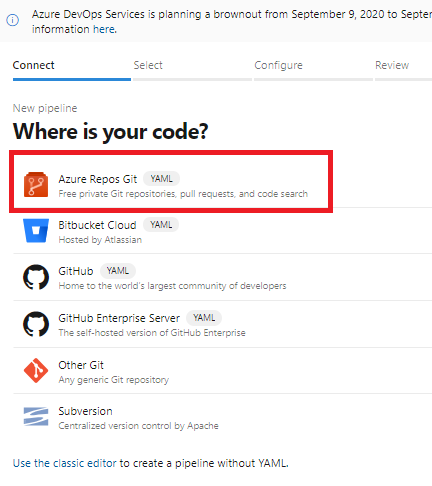 Azure DevOps Services is planning a brownout from September 9, 2020 to Septe
information here.
Connect
Select
Configure
Review
New pipeline
Where is your code?
Azure Repos Git YAML
Free private Git repositories, pull requests, and code search
Bitbucket Cloud YAML
Hosted by Atlassian
GitHub YAML
Home to the world's largest community of developers
GitHub Enterprise Server YAML
The self-hosted version of GitHub Enterprise
Other Git
Any generic Git repository
Subversion
Centralized version control by Apache
Use the classic editor to create a pipeline without YAML.